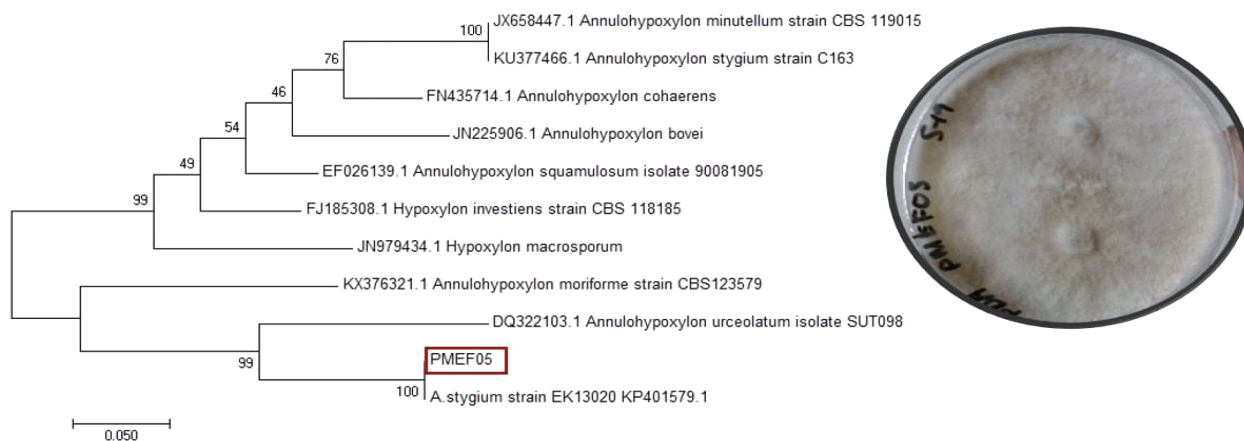 JX658447.1 Annulohypoxylon minutellum strain CBS 119015
100
KU377466.1 Annulohypoxylon stygium strain C163
76
FN435714.1 Annulohypoxylon cohaerens
46
JN225906.1 Annulohypoxylon bovei
54
EF026139.1 Annulohypoxylon squamulosum isolate 90081905
49
FJ185308.1 Hypoxylon investiens strain CBS 118185
99
JN979434.1 Hypoxylon macrosporum
KX376321.1 Annulohypoxylon moriforme strain CBS123579
DQ322103.1 Annulohypoxylon urceolatum isolate SUT098
99
PMEF05
100
A.stygium strain EK13020 KP401579.1
0.050
PMEF05